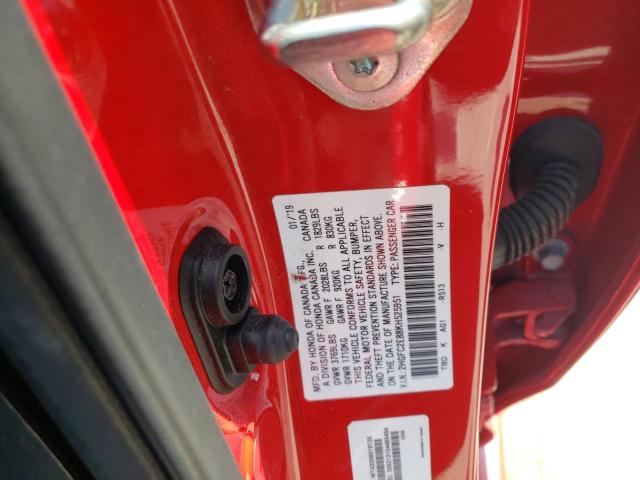 MFD. BY HONDA OF CANADA MFG., 01/'19
A DIVISION OF HONDA CANADA INC. CANADA
GVWR 3769LBS GAWR F 2028LBS R 1829LBS
GVWR 1710KG GAWR F 920KG R 830KG
THIS VEHICLE CONFORMS TO ALL APPLICABLE
FEDERAL MOTOR VEHICLE SAFETY, BUMPER,
AND THEFT PREVENTION STANDARDS IN EFFECT
ON THE DATE OF MANUFACTURE SHOWN ABOVE.
V.I.N.:2HGFC2E88KH525951 TYPE:PASSENGER CAR
TBO K AG1 -R513 -V -H